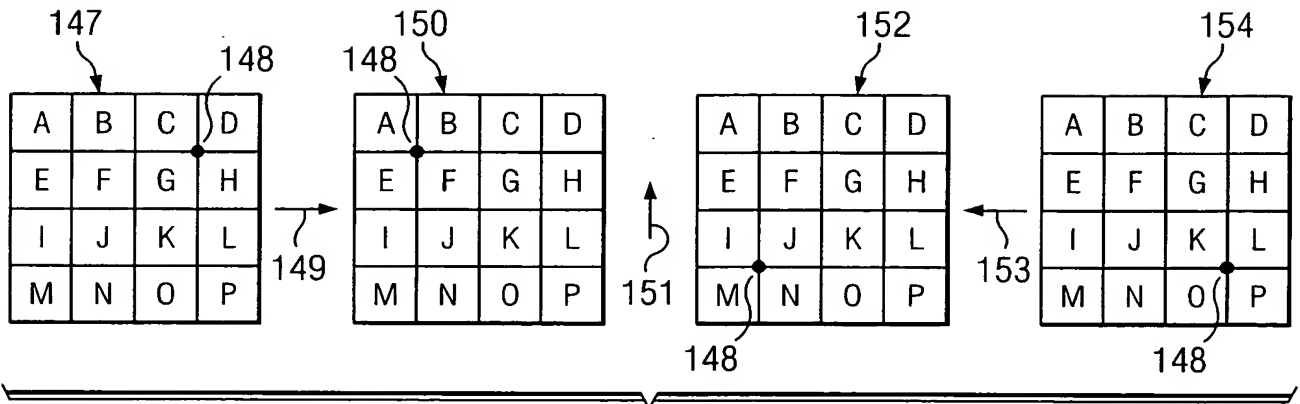 147 148 150 148 152 154
A B C D A B C D A B C D A B C D
E F G H E F G H E F G H E F G H
149 151 153
I J K L I J K L I J K L I J K L
M N O P M N O P M N O P M N O P
148 148